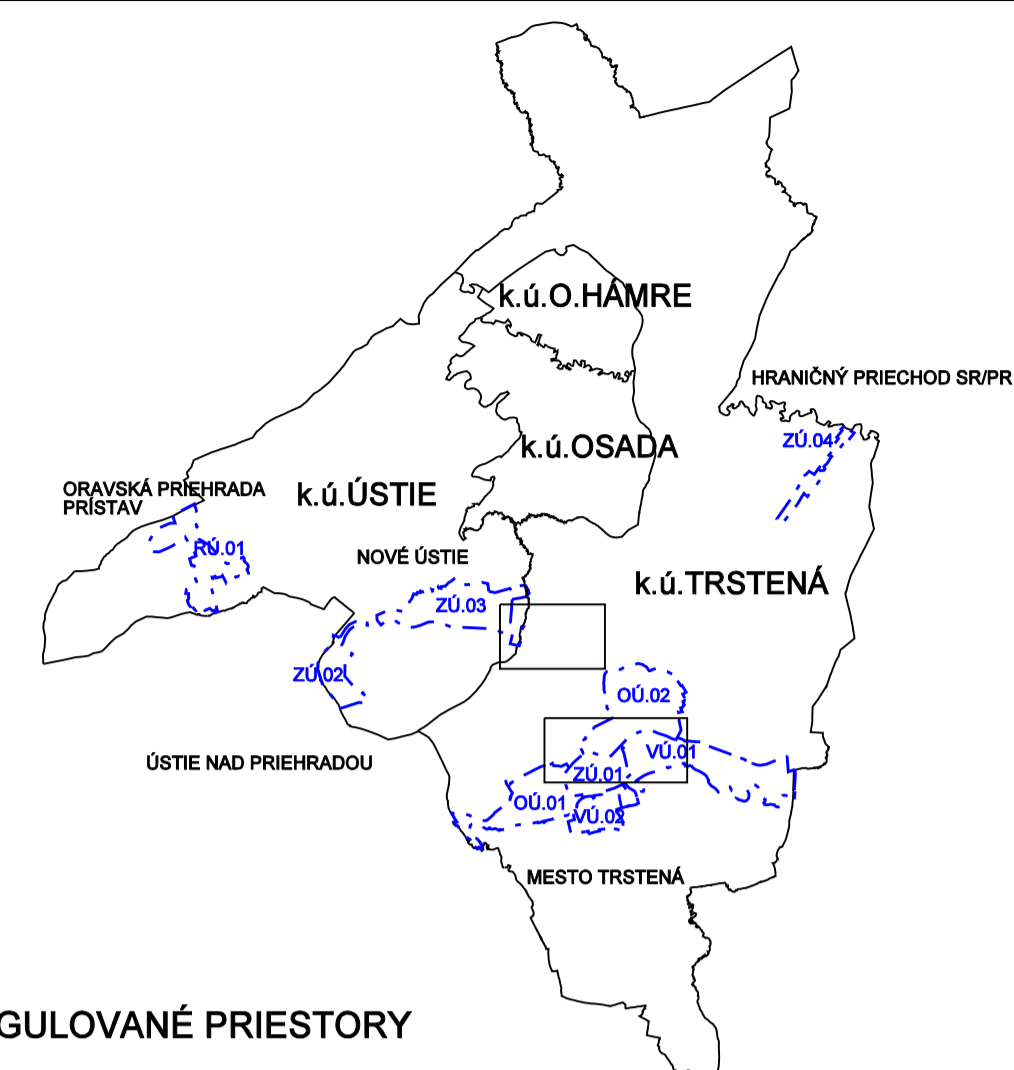 k.ú.O.HÁMRE
HRANIČNÝ PRIECHOD SR/PR
ZÚ.04
k.ú.OSADA
ORAVSKÁ PRIEHRADA
PRÍSTAV
k.ú.ÚSTIE
RÚ.01
NOVÉ ÚSTIE
k.ú.TRSTENÁ
ZÚ.03
ZÚ.02
OÚ.02
VÚ.01
ÚSTIE NAD PRIEHRADOU
ZÚ.01
OÚ.01
VÚ.02
MESTO TRSTENÁ
GULOVANÉ PRIESTORY